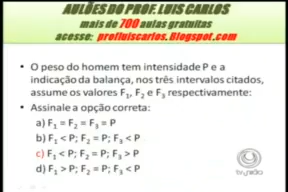 AULÕES DO PROF. LUIS CARLOS
mais de 700 aulas gratuitas
acesse: profluiscarlos.Blogspot.com
• O peso do homem tem intensidade P e a
indicação da balança, nos três intervalos citados,
assume os valores F₁, F₂ e F₃ respectivamente:
• Assinale a opção correta:
a) F₁ = F₂ = F₃ = P
b) F₁ < P; F₂ = P; F₃ < P
c) F₁ < P; F₂ = P; F₃ > P
d) F₁ > P; F₂ = P; F₃ < P